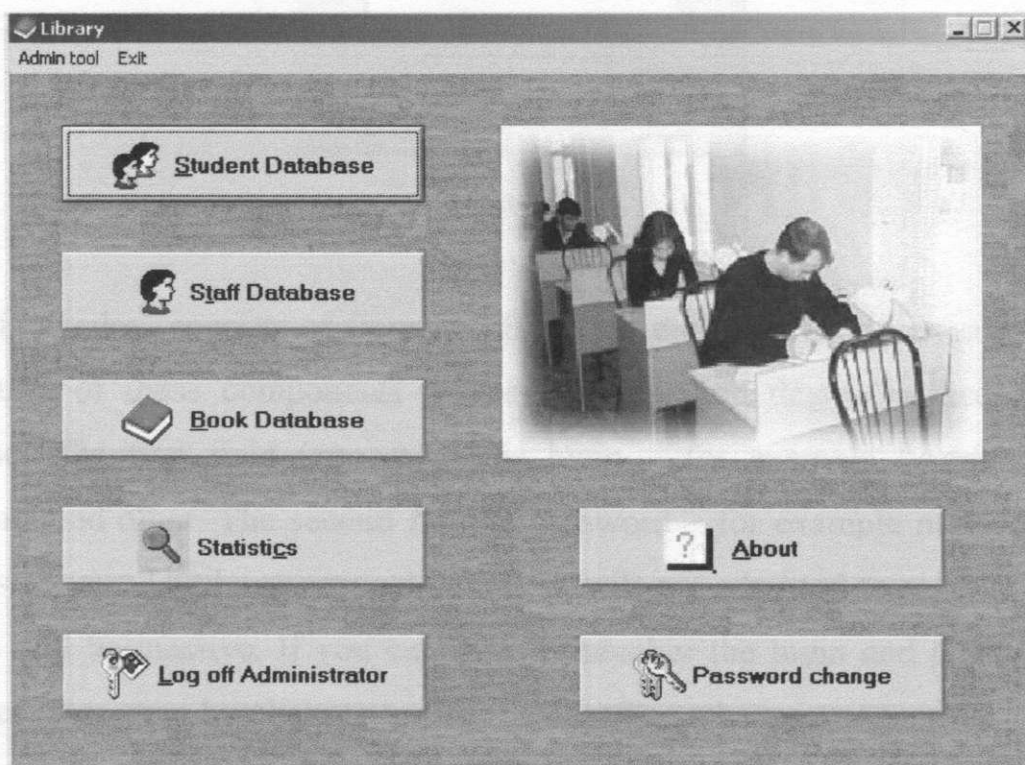 Library
Admin tool Exit
Student Database
Staff Database
Book Database
Statistics
?
About
Log off Administrator
Password change